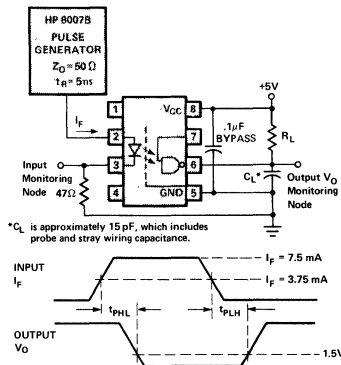 HP 8007B
PULSE
GENERATOR
Z_O = 50 Ω
t_R = 5ns
I_F
1
2
3
4
V_CC 8
7
6
GND 5
+5V
.1μF
BYPASS
R_L
C_L*
Output V_O
Monitoring
Node
Input
Monitoring
Node
47Ω
*C_L is approximately 15 pF, which includes
probe and stray wiring capacitance.
INPUT
I_F
I_F = 7.5 mA
I_F = 3.75 mA
t_PHL
t_PLH
OUTPUT
V_O
1.5V